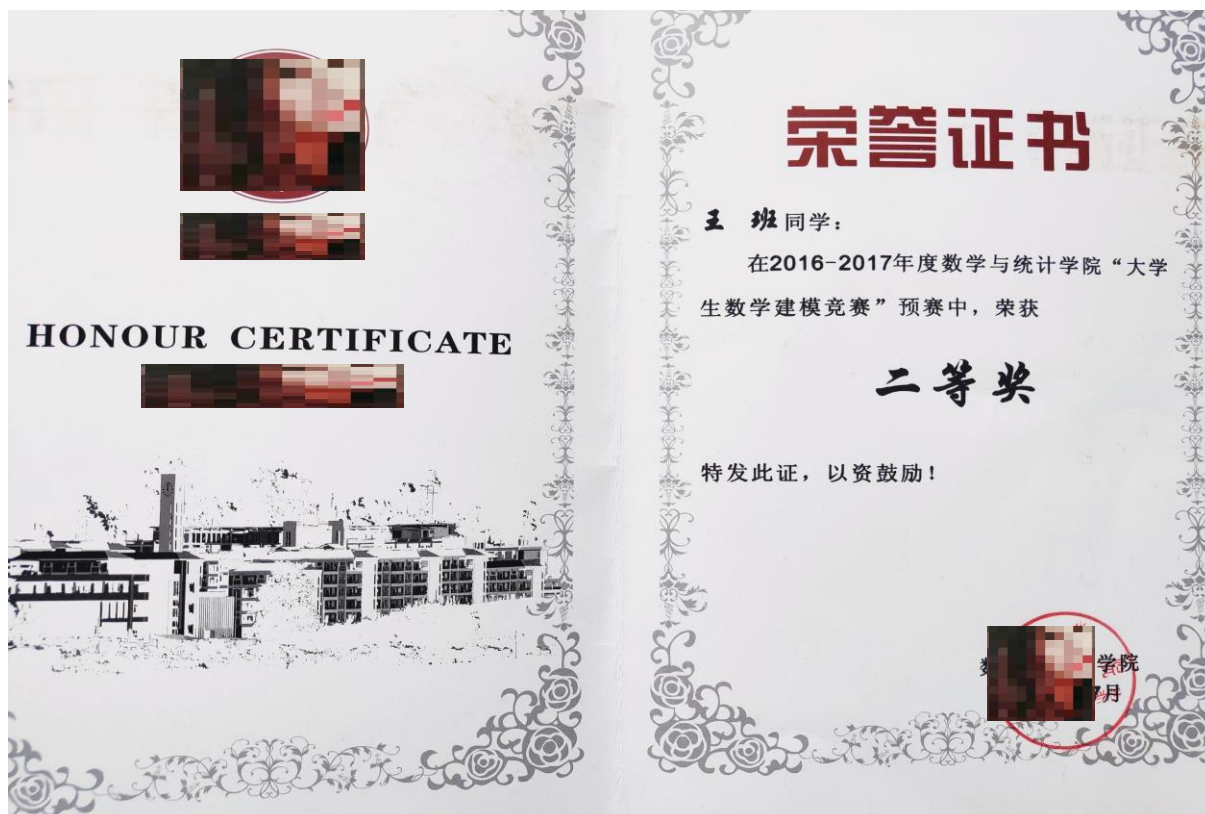 HONOUR CERTIFICATE
荣誉证书
王 班同学：
在2016-2017年度数学与统计学院“大学
生数学建模竞赛”预赛中，荣获
二等奖
特发此证，以资鼓励！
学院
7月